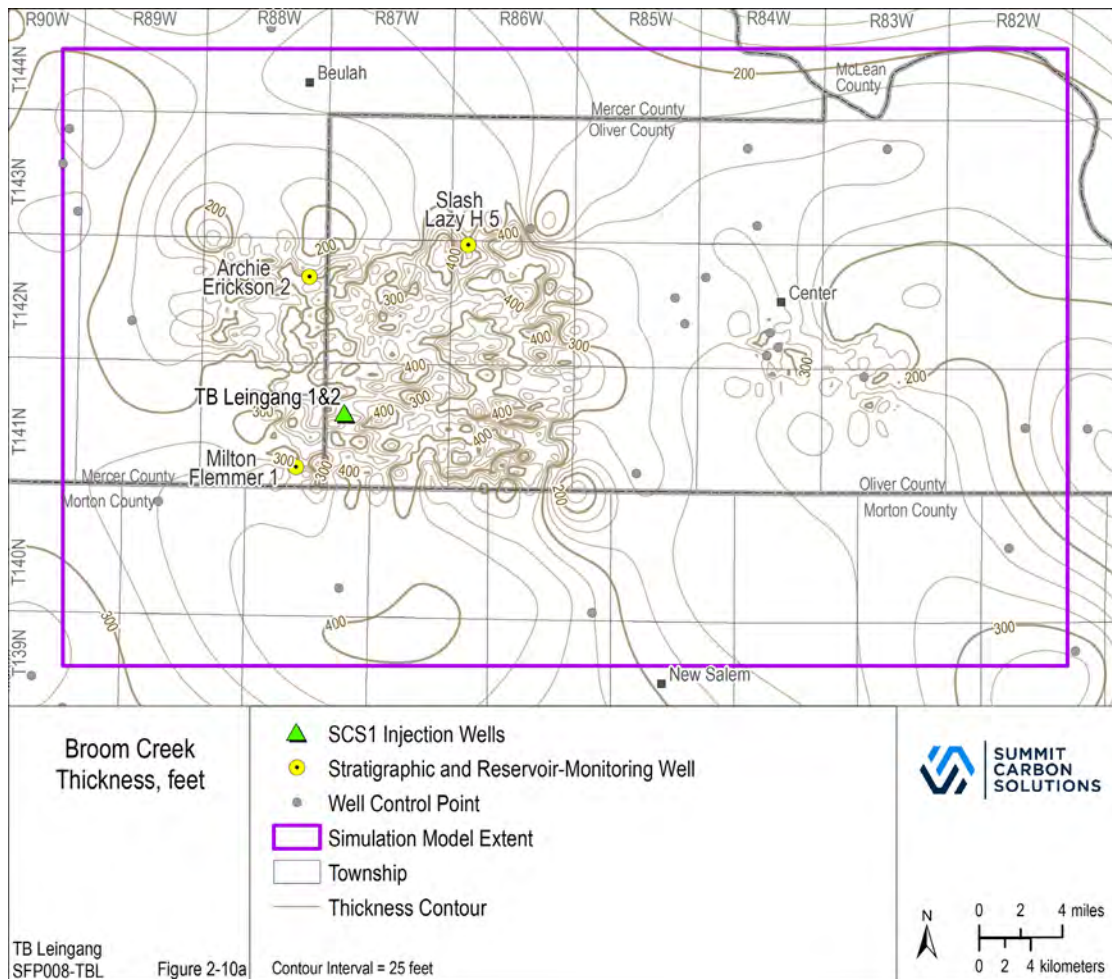 R90W R89W R88W R87W R86W R85W R84W R83W R82W
T144N
T143N
T142N
T141N
T140N
T139N
Beulah
200
McLean
County
Mercer County
Oliver County
200
Slash
Lazy H 5
400
200
400
Archie
Erickson 2
300
400
Center
400
300
300
400
200
TB Leingang 1&2
300
400
300
400
400
Milton
Flemmer 1
300
300
400
Mercer County
Morton County
200
Oliver County
Morton County
300
400
300
New Salem
Broom Creek
Thickness, feet
SCS1 Injection Wells
Stratigraphic and Reservoir-Monitoring Well
Well Control Point
Simulation Model Extent
Township
Thickness Contour
SUMMIT
CARBON
SOLUTIONS
N
0 2 4 miles
0 2 4 kilometers
TB Leingang
SFP008-TBL Figure 2-10a
Contour Interval = 25 feet